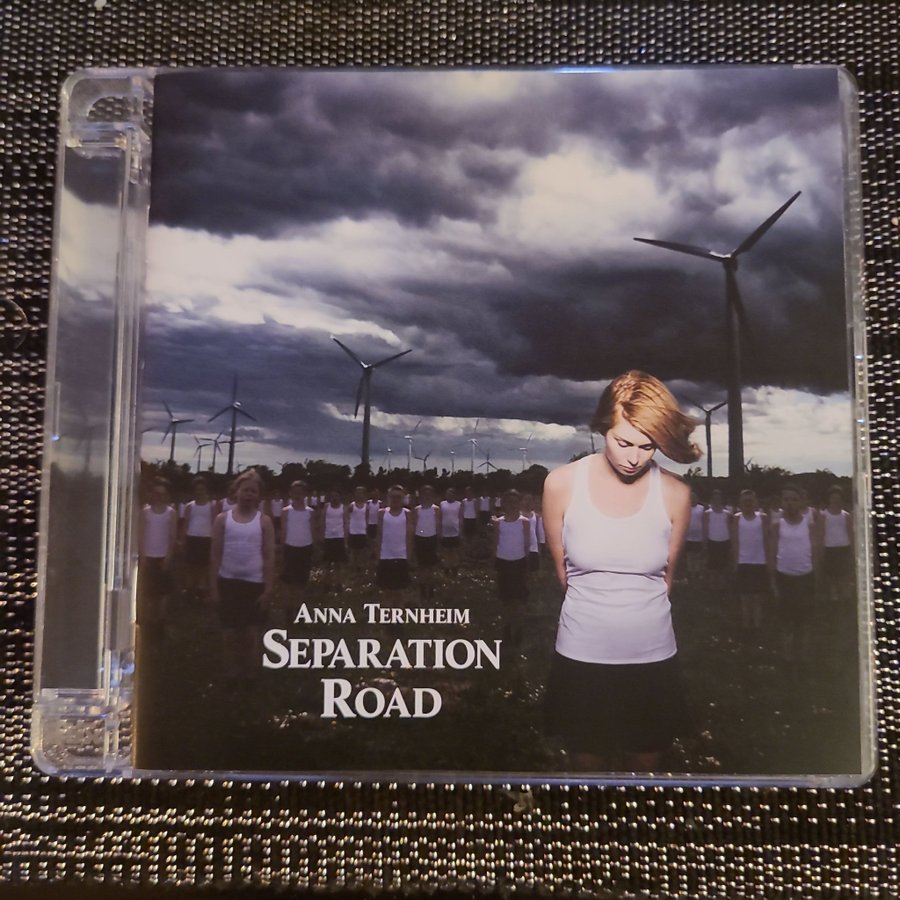 Anna Ternheim
Separation
Road